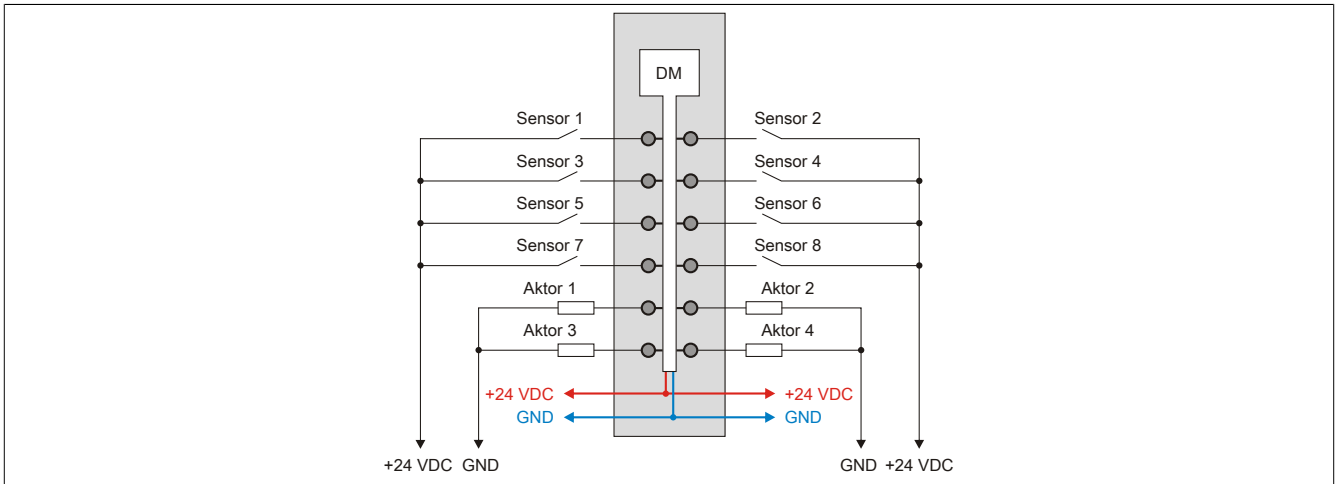 DM
Sensor 1 Sensor 2
Sensor 3 Sensor 4
Sensor 5 Sensor 6
Sensor 7 Sensor 8
Aktor 1 Aktor 2
Aktor 3 Aktor 4
+24 VDC +24 VDC
GND GND
+24 VDC GND GND +24 VDC